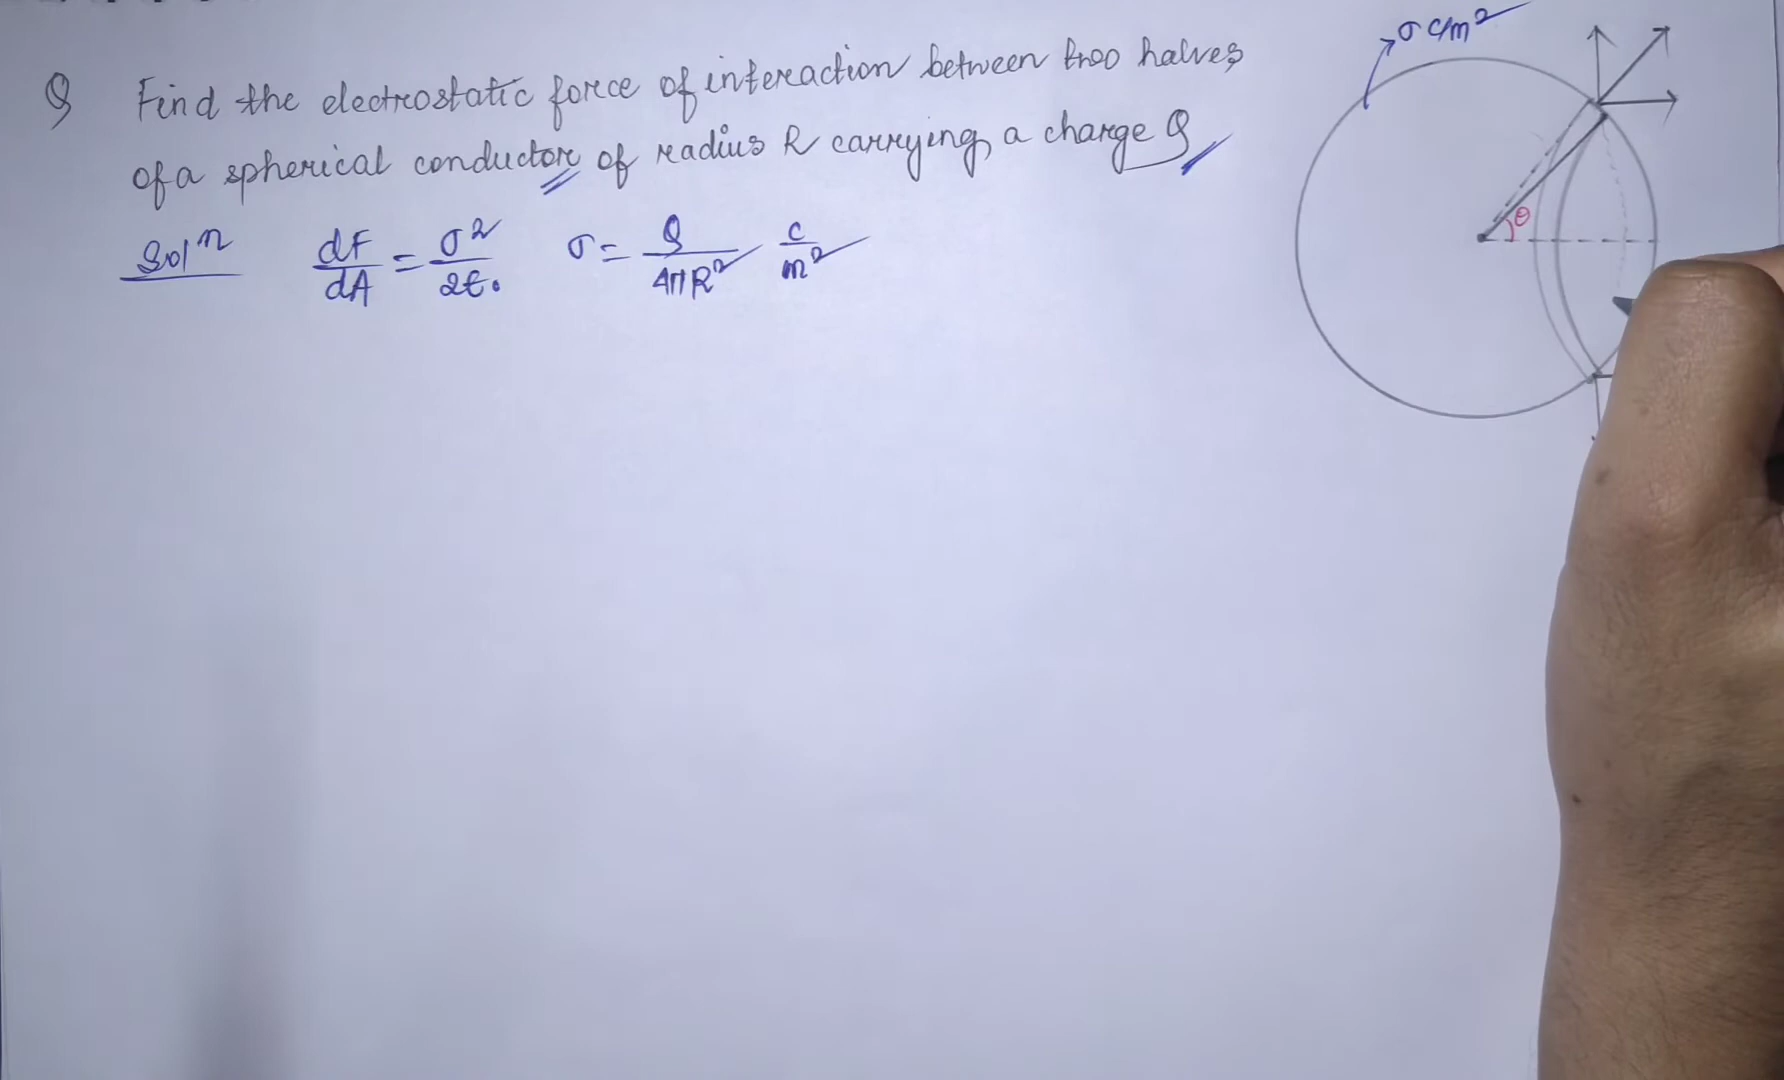 Q Find the electrostatic force of interaction between two halves
of a spherical conductor of radius R carrying a charge Q
Solⁿ dF/dA = σ²/2ε₀ σ = Q/4πR² C/m²
σ C/m²
θ